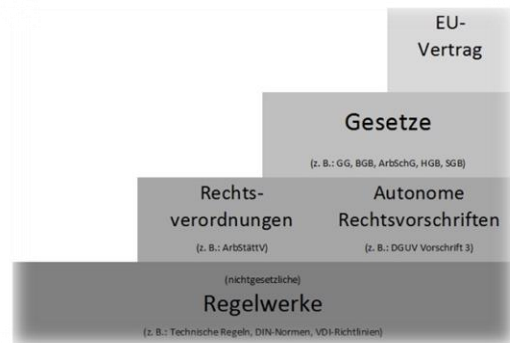 EU-
Vertrag
Gesetze
(z. B.: GG, BGB, ArbSchG, HGB, SGB)
Rechts-
verordnungen
(z. B.: ArbStättV)
Autonome
Rechtsvorschriften
(z. B.: DGUV Vorschrift 3)
(nichtgesetzliche)
Regelwerke
(z. B.: Technische Regeln, DIN-Normen, VDI-Richtlinien)